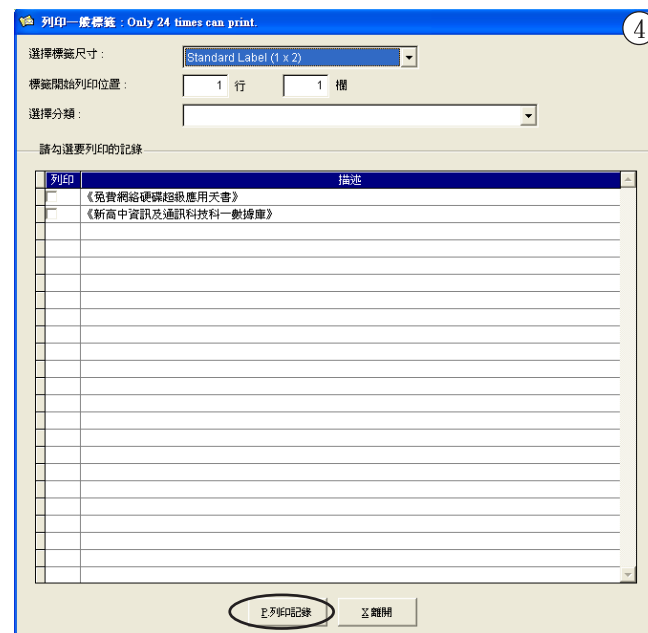 列印一般標籤 : Only 24 times can print.
4
選擇標籤尺寸 :
Standard Label (1 x 2)
標籤開始列印位置 :
1 行 1 欄
選擇分類 :
請勾選要列印的記錄
列印 描述
《免費網絡硬碟超級應用天書》
《新高中資訊及通訊科技科—數據庫》
P.列印記錄 X 離開